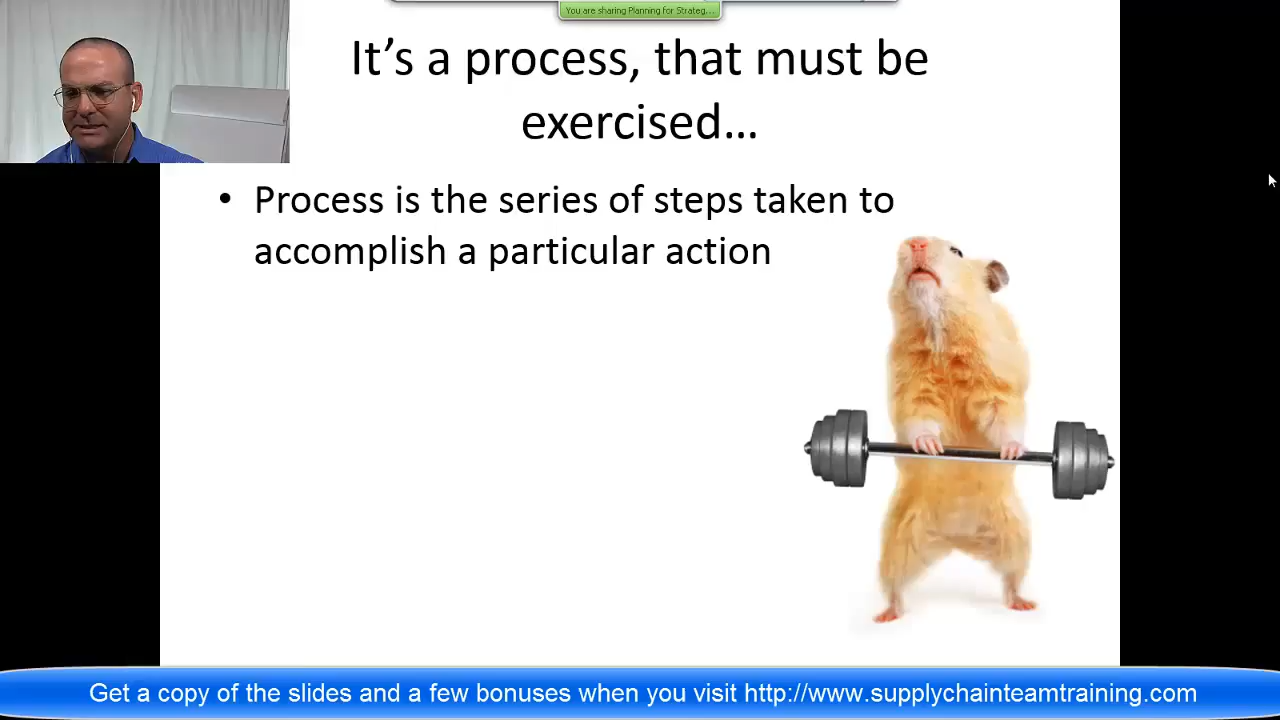 You are sharing Planning for Strateg...
It’s a process, that must be
exercised…
• Process is the series of steps taken to
accomplish a particular action
Get a copy of the slides and a few bonuses when you visit http://www.supplychainteamtraining.com